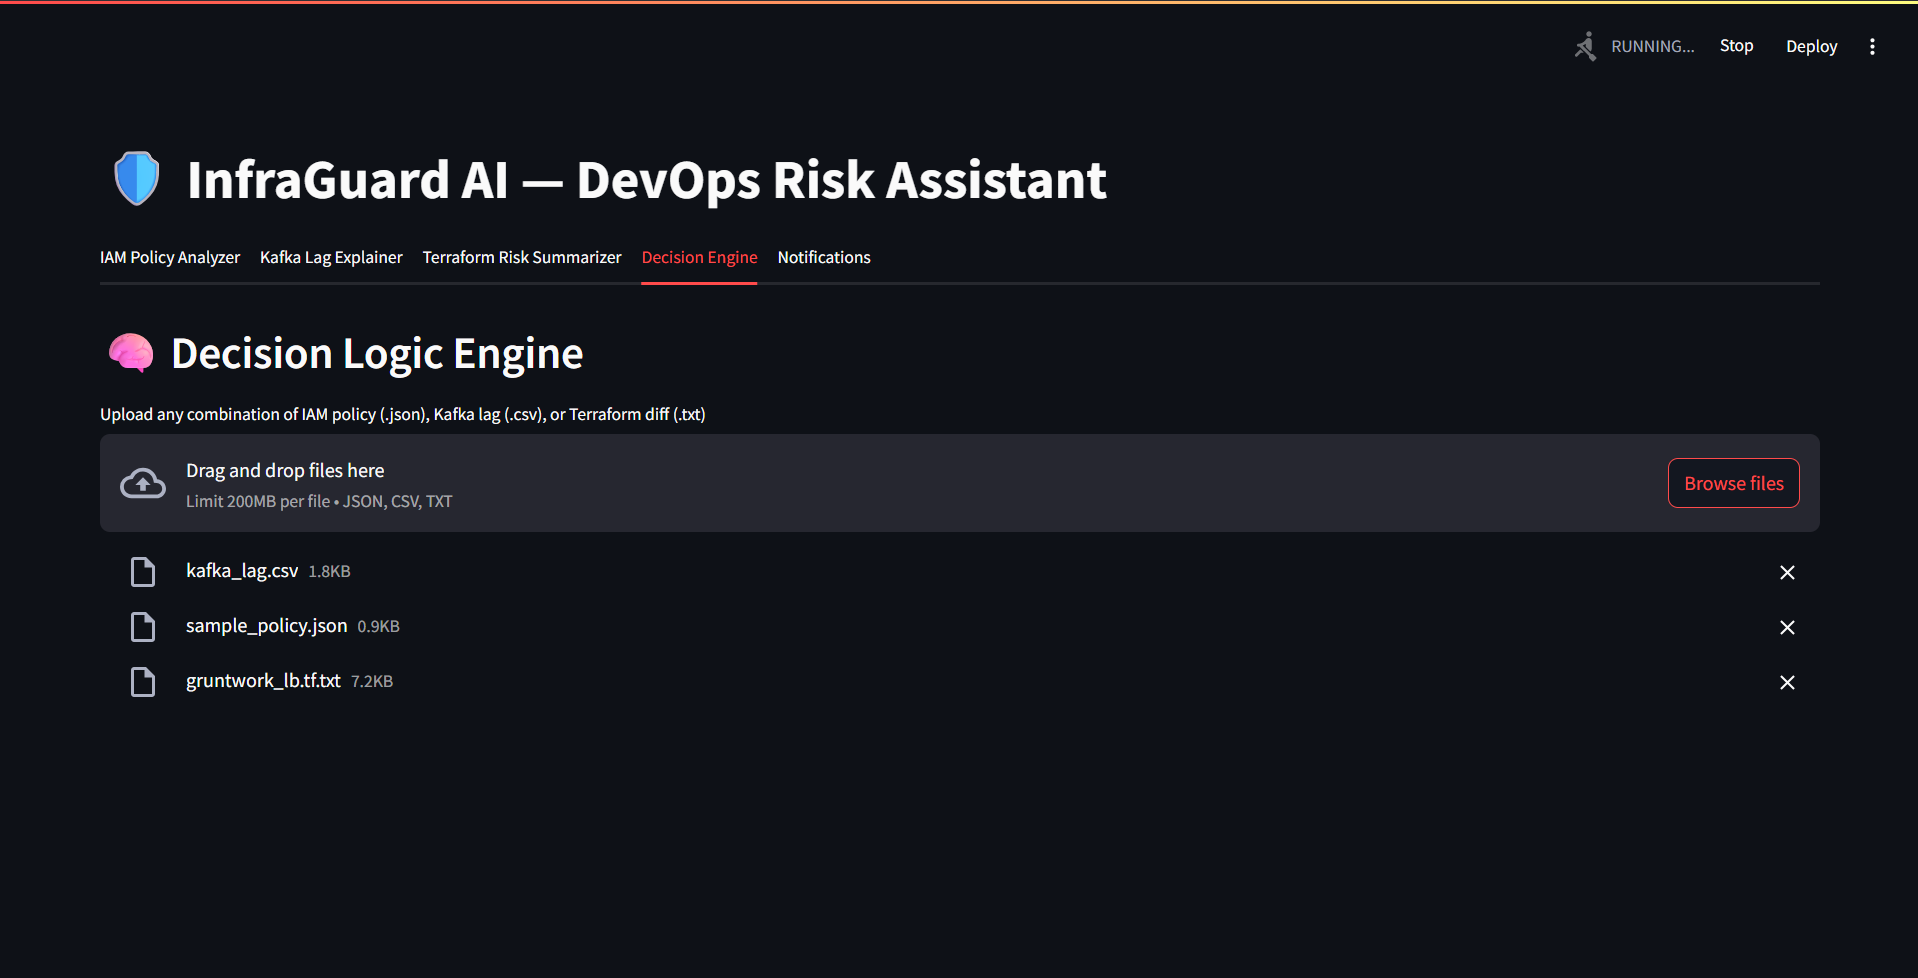 RUNNING... Stop Deploy
InfraGuard AI — DevOps Risk Assistant
IAM Policy Analyzer Kafka Lag Explainer Terraform Risk Summarizer Decision Engine Notifications
Decision Logic Engine
Upload any combination of IAM policy (.json), Kafka lag (.csv), or Terraform diff (.txt)
Drag and drop files here
Limit 200MB per file • JSON, CSV, TXT
Browse files
kafka_lag.csv 1.8KB
sample_policy.json 0.9KB
gruntwork_lb.tf.txt 7.2KB